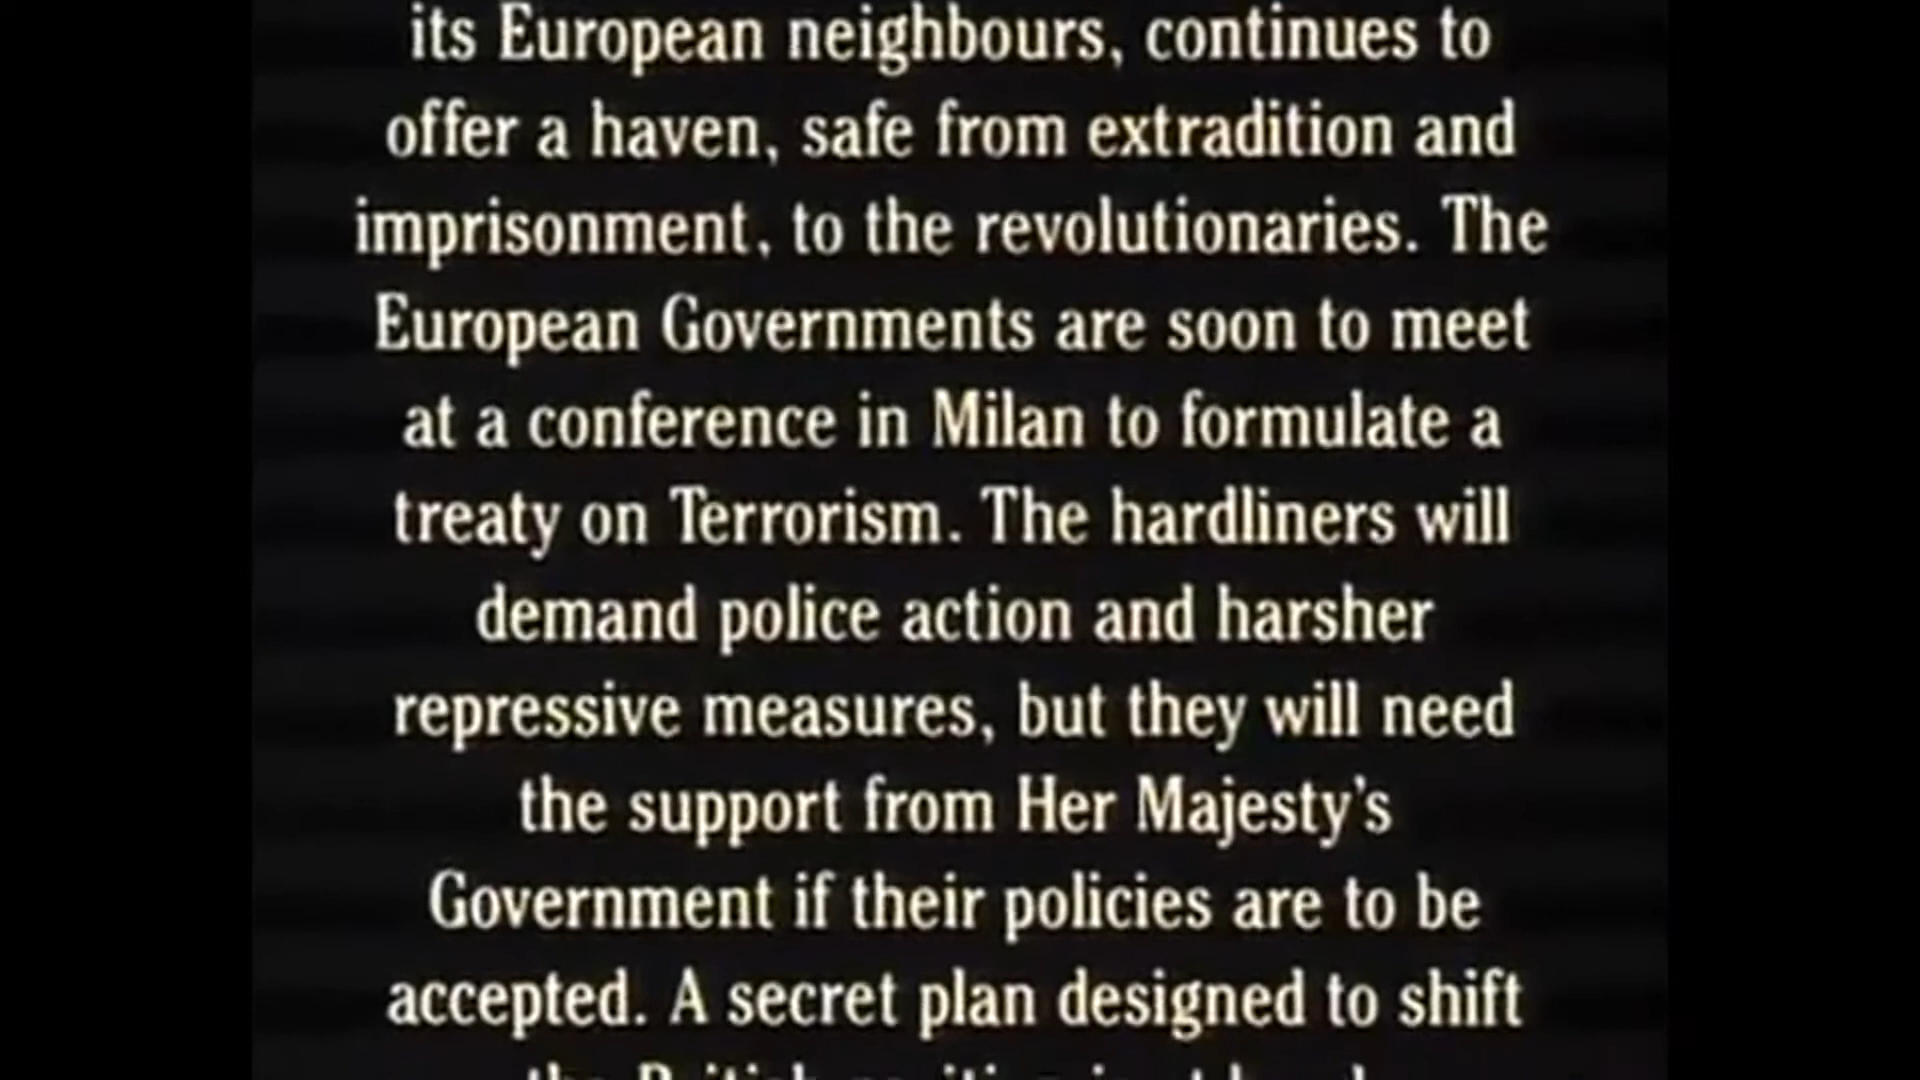 its European neighbours, continues to
offer a haven, safe from extradition and
imprisonment, to the revolutionaries. The
European Governments are soon to meet
at a conference in Milan to formulate a
treaty on Terrorism. The hardliners will
demand police action and harsher
repressive measures, but they will need
the support from Her Majesty's
Government if their policies are to be
accepted. A secret plan designed to shift
the British